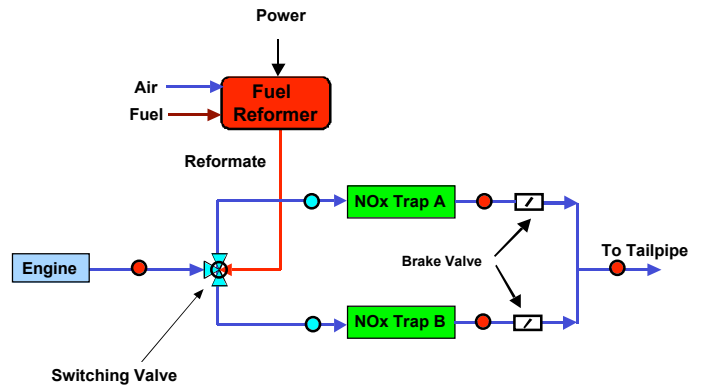 Power
Air
Fuel
Fuel
Reformer
Reformate
NOx Trap A
Engine
Brake Valve
To Tailpipe
NOx Trap B
Switching Valve